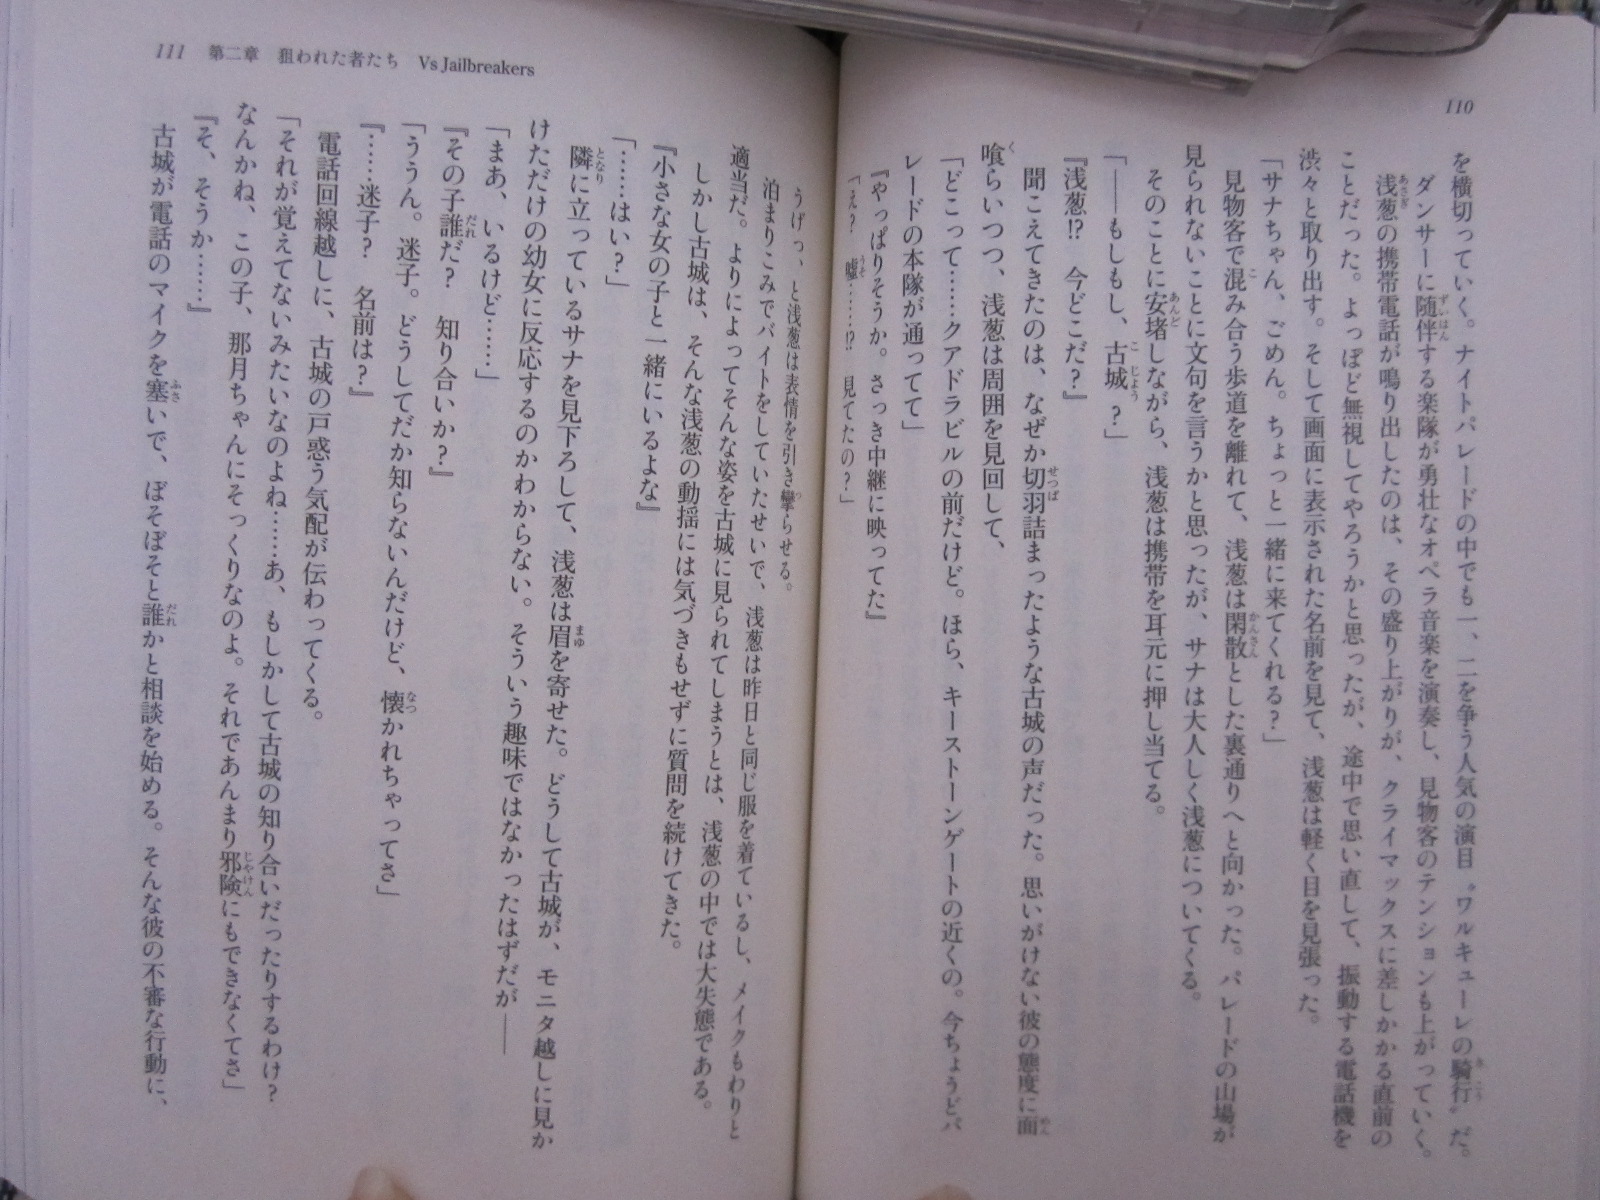 110
を横切っていく。ナイトパレードの中でも一、二を争う人気の演目〝ワルキューレの騎行〟だ。
ダンサーに随伴する楽隊が勇壮なオペラ音楽を演奏し、見物客のテンションも上がっていく。
浅葱の携帯電話が鳴り出したのは、その盛り上がりが、クライマックスに差しかかる直前の
ことだった。よっぽど無視してやろうかと思ったが、途中で思い直して、振動する電話機を
渋々と取り出す。そして画面に表示された名前を見て、浅葱は軽く目を見張った。
「サナちゃん、ごめん。ちょっと一緒に来てくれる？」
見物客で混み合う歩道を離れて、浅葱は閑散とした裏通りへと向かった。パレードの山場が
見られないことに文句を言うかと思ったが、サナは大人しく浅葱についてくる。
そのことに安堵しながら、浅葱は携帯を耳元に押し当てる。
「――もしもし、古城？」
『浅葱!?　今どこだ？』
聞こえてきたのは、なぜか切羽詰まったような古城の声だった。思いがけない彼の態度に面
喰らいつつ、浅葱は周囲を見回して、
「どこって……クアドラビルの前だけど。ほら、キーストーンゲートの近くの。今ちょうどパ
レードの本隊が通ってて」
『やっぱりそうか。さっき中継に映ってた』
「え？　嘘……!?　見てたの？」
111　第二章　狙われた者たち　Vs Jailbreakers
うげっ、と浅葱は表情を引き攣らせる。
泊まりこみでバイトをしていたせいで、浅葱は昨日と同じ服を着ているし、メイクもわりと
適当だ。よりによってそんな姿を古城に見られてしまうとは、浅葱の中では大失態である。
しかし古城は、そんな浅葱の動揺には気づきもせずに質問を続けてきた。
『小さな女の子と一緒にいるよな』
「……はい？」
隣に立っているサナを見下ろして、浅葱は眉を寄せた。どうして古城が、モニタ越しに見か
けただけの幼女に反応するのかわからない。そういう趣味ではなかったはずだが――
「まあ、いるけど……」
『その子誰だ？　知り合いか？』
「ううん。迷子。どうしてだか知らないんだけど、懐かれちゃってさ」
『……迷子？　名前は？』
電話回線越しに、古城の戸惑う気配が伝わってくる。
「それが覚えてないみたいなのよね……あ、もしかして古城の知り合いだったりするわけ？
なんかね、この子、那月ちゃんにそっくりなのよ。それであんまり邪険にもできなくてさ」
『そ、そうか……』
古城が電話のマイクを塞いで、ぼそぼそと誰かと相談を始める。そんな彼の不審な行動に、